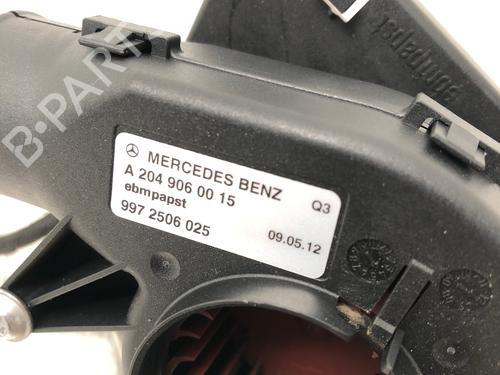 B-PARTS
ebmpapst
MERCEDES BENZ
A 204 906 00 15 Q3
ebmpapst
997 2506 025 09.05.12